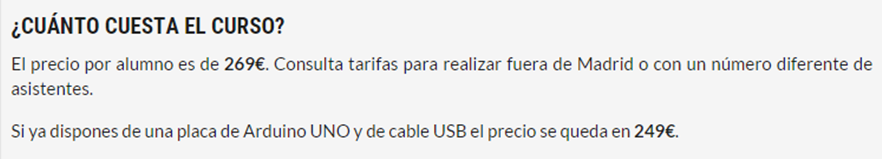 ¿CUÁNTO CUESTA EL CURSO?
El precio por alumno es de 269€. Consulta tarifas para realizar fuera de Madrid o con un número diferente de
asistentes.
Si ya dispones de una placa de Arduino UNO y de cable USB el precio se queda en 249€.